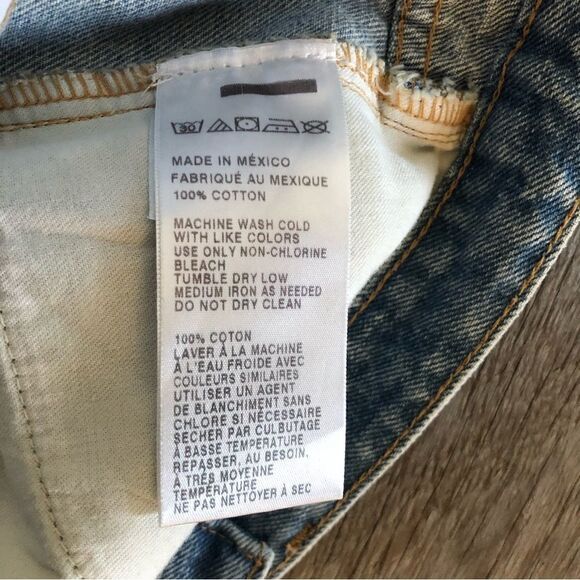 30
MADE IN MÉXICO
FABRIQUÉ AU MEXIQUE
100% COTTON
MACHINE WASH COLD
WITH LIKE COLORS
USE ONLY NON-CHLORINE
BLEACH
TUMBLE DRY LOW
MEDIUM IRON AS NEEDED
DO NOT DRY CLEAN
100% COTON
LAVER À LA MACHINE
À L'EAU FROIDE AVEC
COULEURS SIMILAIRES
UTILISER UN AGENT
DE BLANCHIMENT SANS
CHLORE SI NÉCESSAIRE
SECHER PAR CULBUTAGE
À BASSE TEMPÉRATURE
REPASSER, AU BESOIN,
À TRÈS MOYENNE
TEMPÉRATURE
NE PAS NETTOYER À SEC